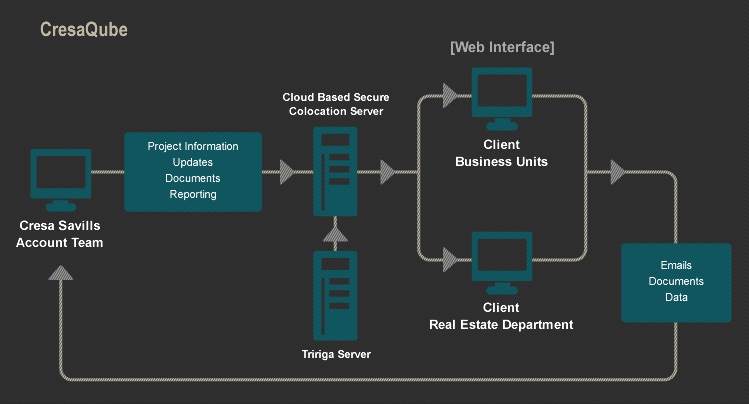 CresaQube
[Web Interface]
Cloud Based Secure
Colocation Server
Client
Business Units
Project Information
Updates
Documents
Reporting
Cresa Savills
Account Team
Emails
Documents
Data
Client
Real Estate Department
Tririga Server